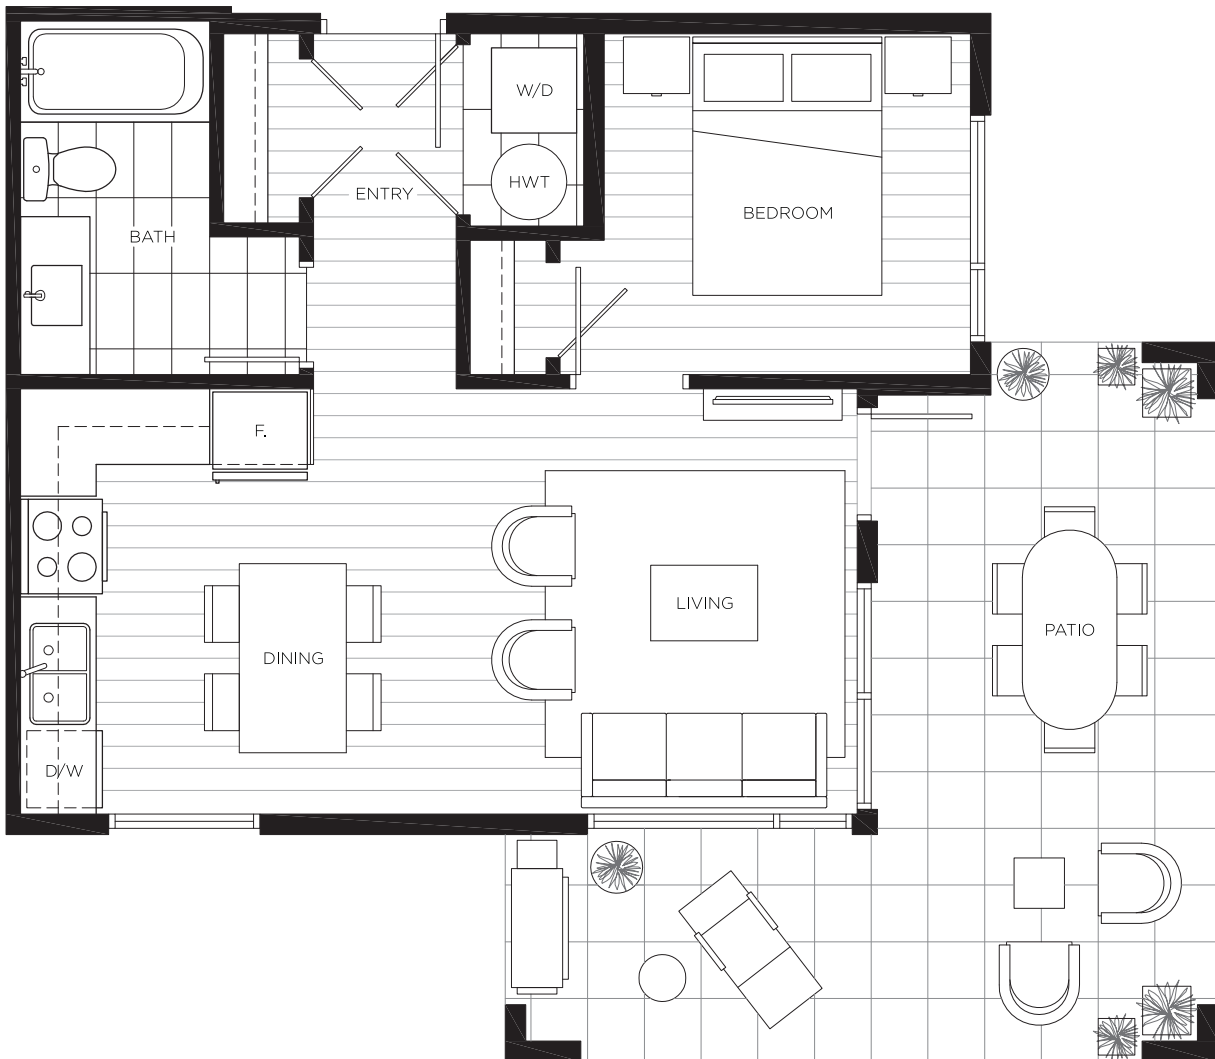 W/D
HWT
ENTRY
BEDROOM
BATH
F.
LIVING
PATIO
DINING
D/W